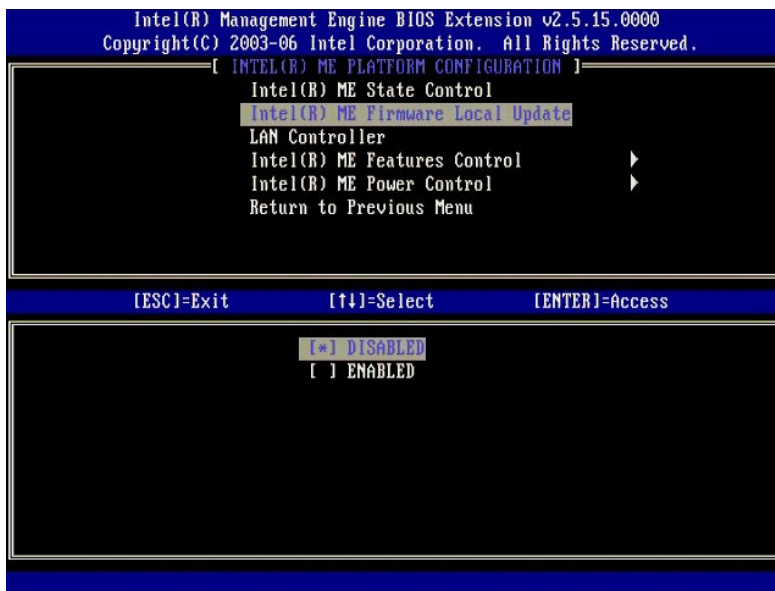 Intel(R) Management Engine BIOS Extension v2.5.15.0000
Copyright(C) 2003-06 Intel Corporation. All Rights Reserved.
[ INTEL(R) ME PLATFORM CONFIGURATION ]
Intel(R) ME State Control
Intel(R) ME Firmware Local Update
LAN Controller
Intel(R) ME Features Control ▶
Intel(R) ME Power Control ▶
Return to Previous Menu
[ESC]=Exit [↑↓]=Select [ENTER]=Access
[*] DISABLED
[ ] ENABLED